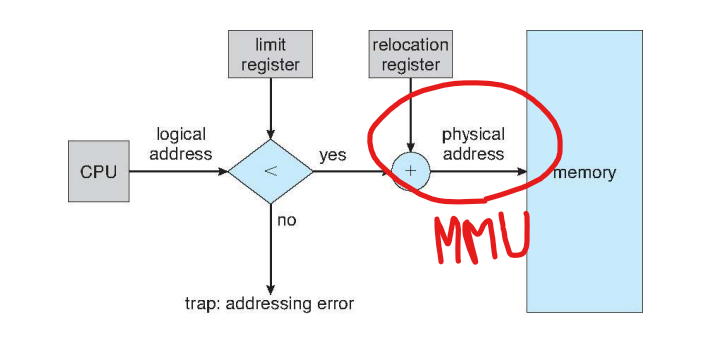 limit
register
relocation
register
logical
address
physical
address
CPU
<
yes
+
memory
no
MMU
trap: addressing error